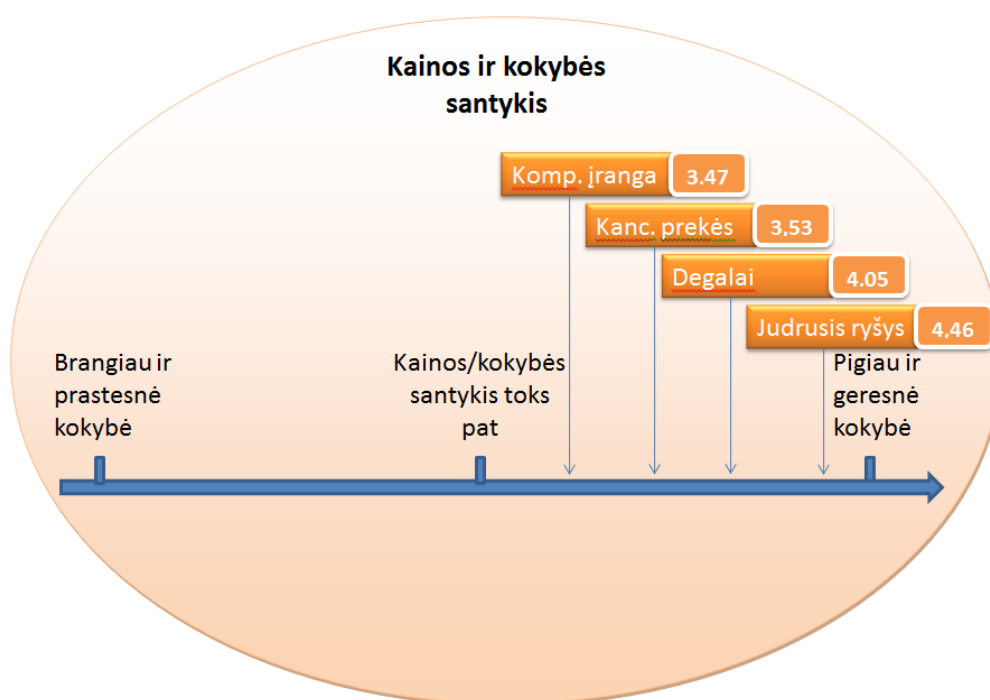 Kainos ir kokybės
santykis
Komp. įranga 3.47
Kanc. prekės 3,53
Degalai 4.05
Judrusis ryšys 4,46
Brangiau ir
prastesnė
kokybė
Kainos/kokybės
santykis toks
pat
Pigiau ir
geresnė
kokybė